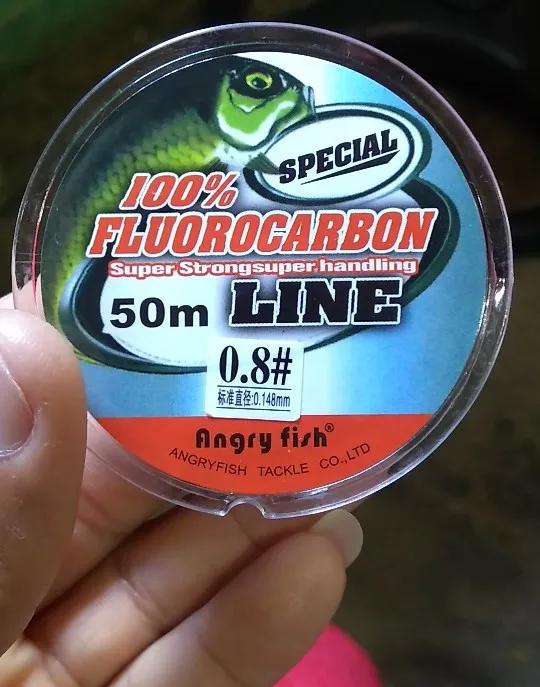 SPECIAL
100%
FLUOROCARBON
Super Strongsuper.handling
50m LINE
0.8#
标准直径:0.148mm
Angry fish®
ANGRYFISH TACKLE CO.,LTD